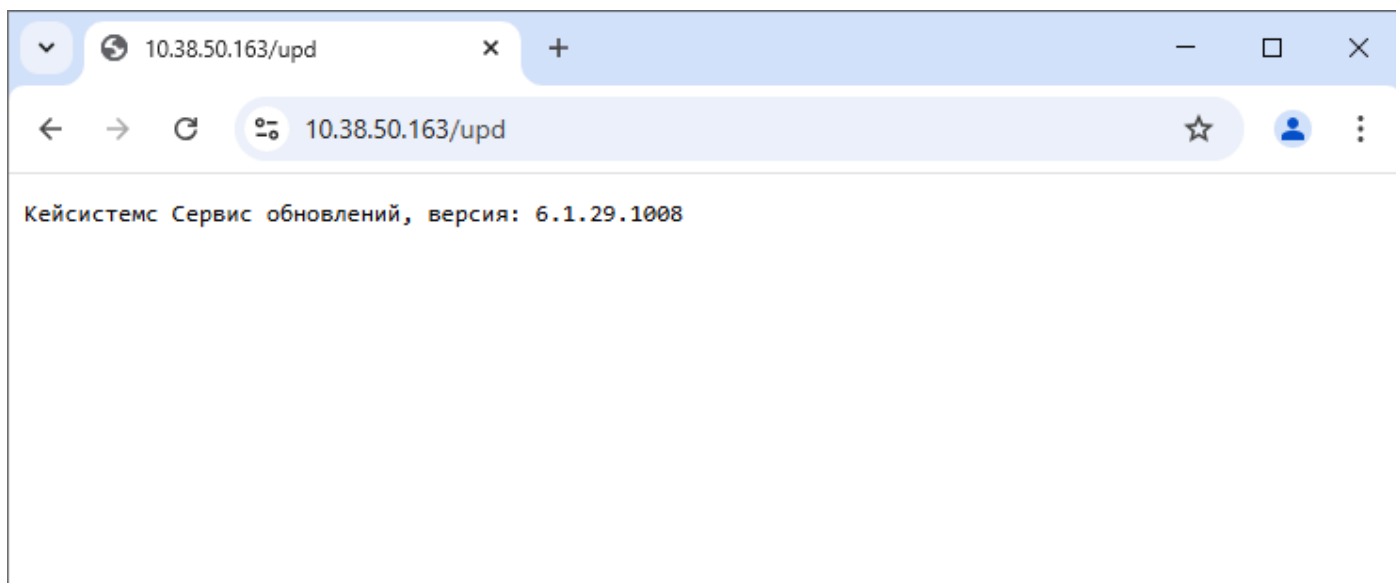 10.38.50.163/upd
10.38.50.163/upd
Кейсистемс Сервис обновлений, версия: 6.1.29.1008